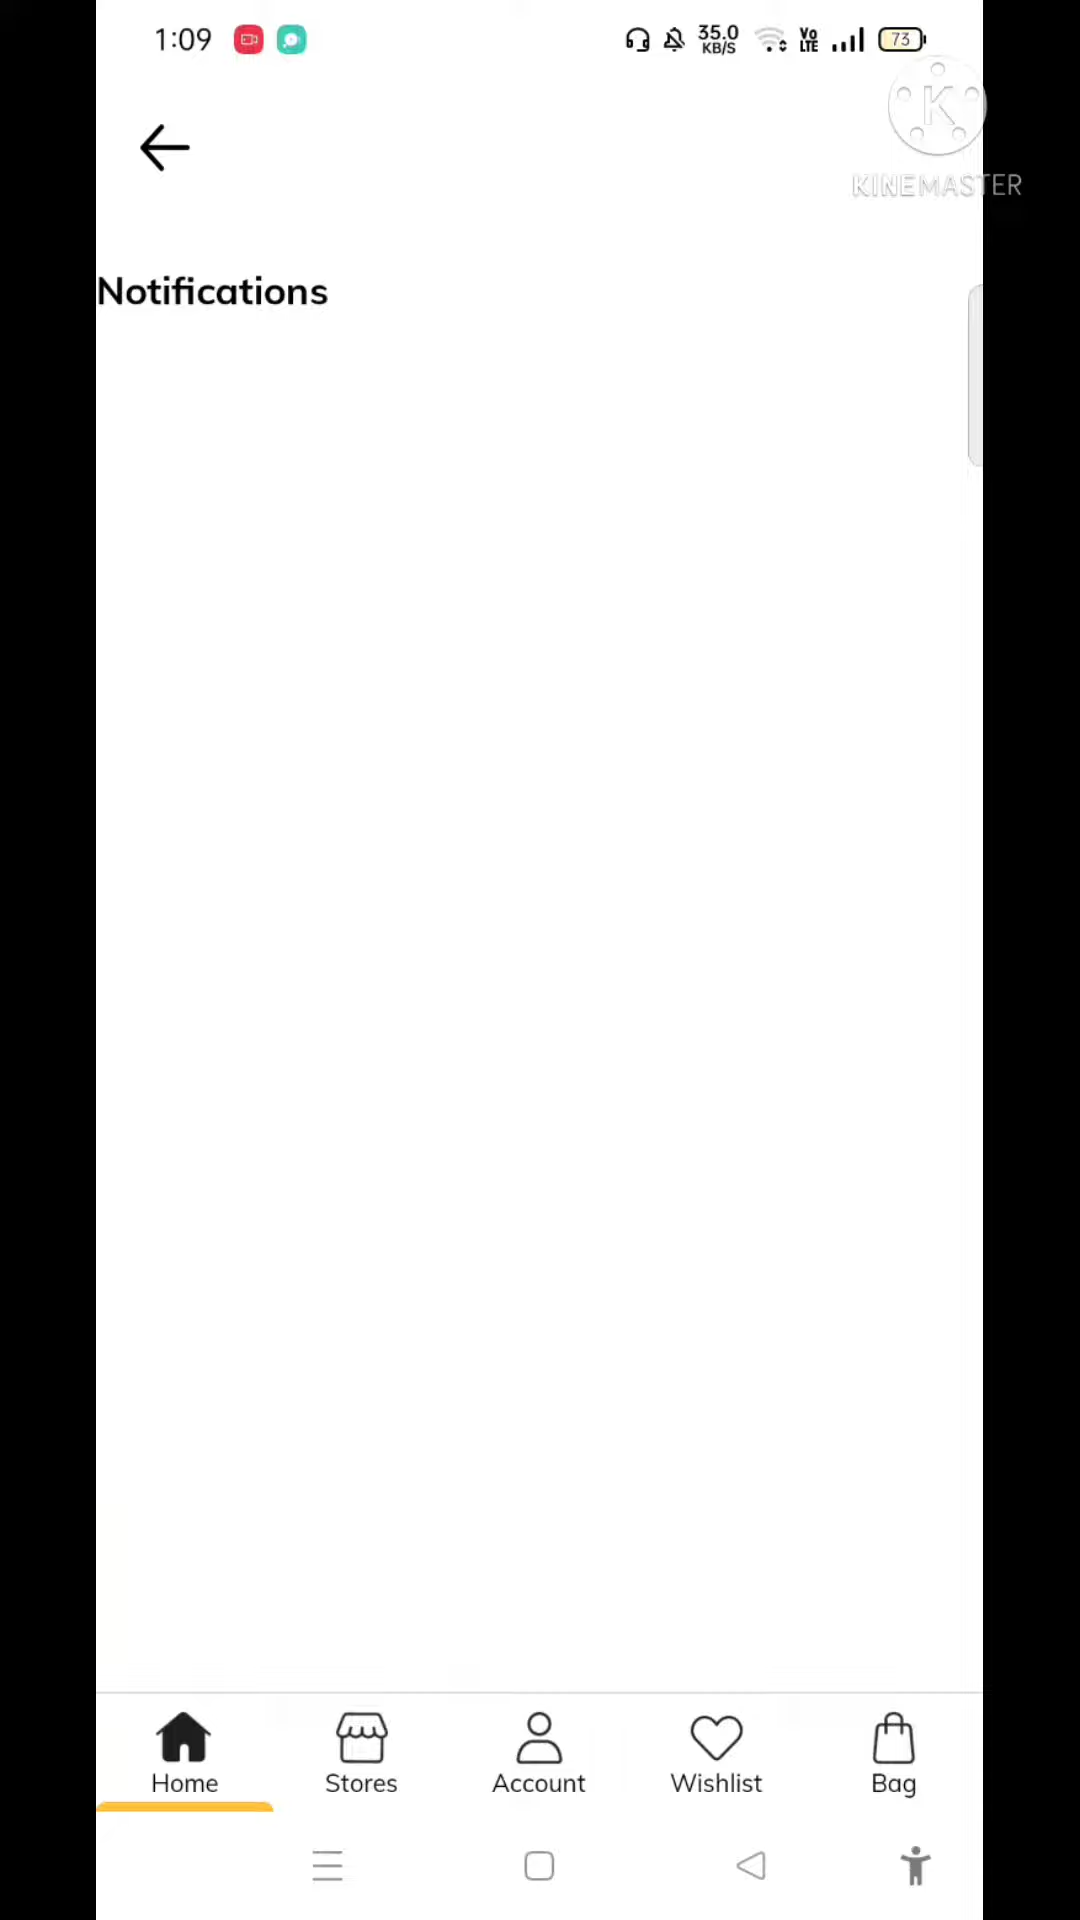 1:09
35.0
KB/S
Vo
LTE
73
K
KINEMASTER
Notifications
Home
Stores
Account
Wishlist
Bag